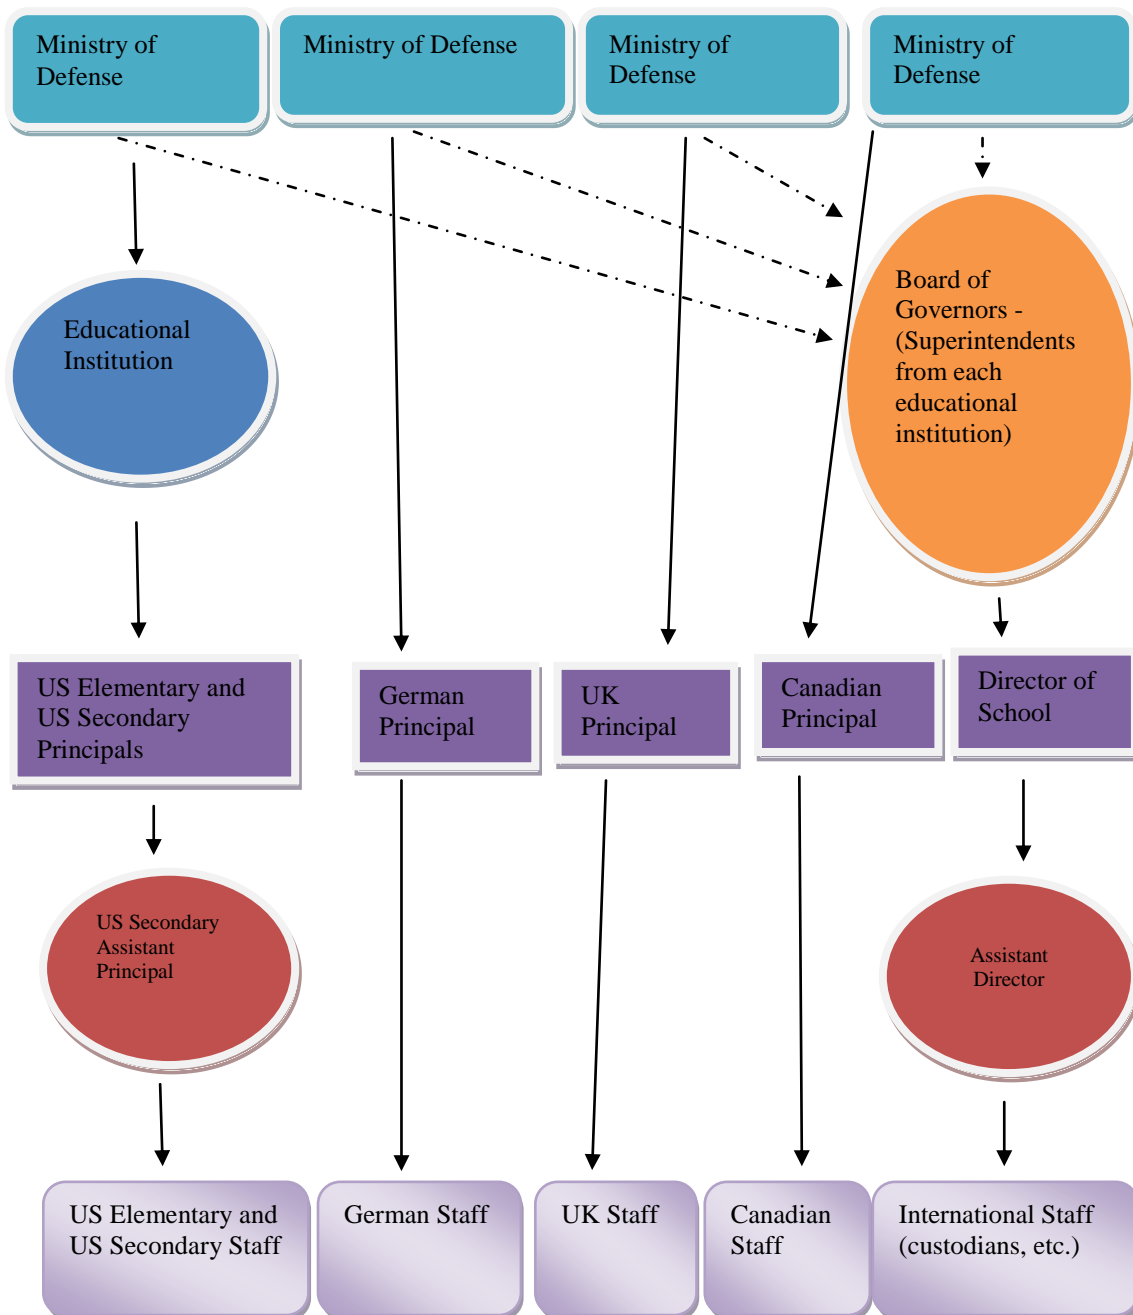 Ministry of
Defense
Ministry of Defense
Ministry of
Defense
Ministry of
Defense
Educational
Institution
Board of
Governors -
(Superintendents
from each
educational
institution)
US Elementary and
US Secondary
Principals
German
Principal
UK
Principal
Canadian
Principal
Director of
School
US Secondary
Assistant
Principal
Assistant
Director
US Elementary and
US Secondary Staff
German Staff
UK Staff
Canadian
Staff
International Staff
(custodians, etc.)